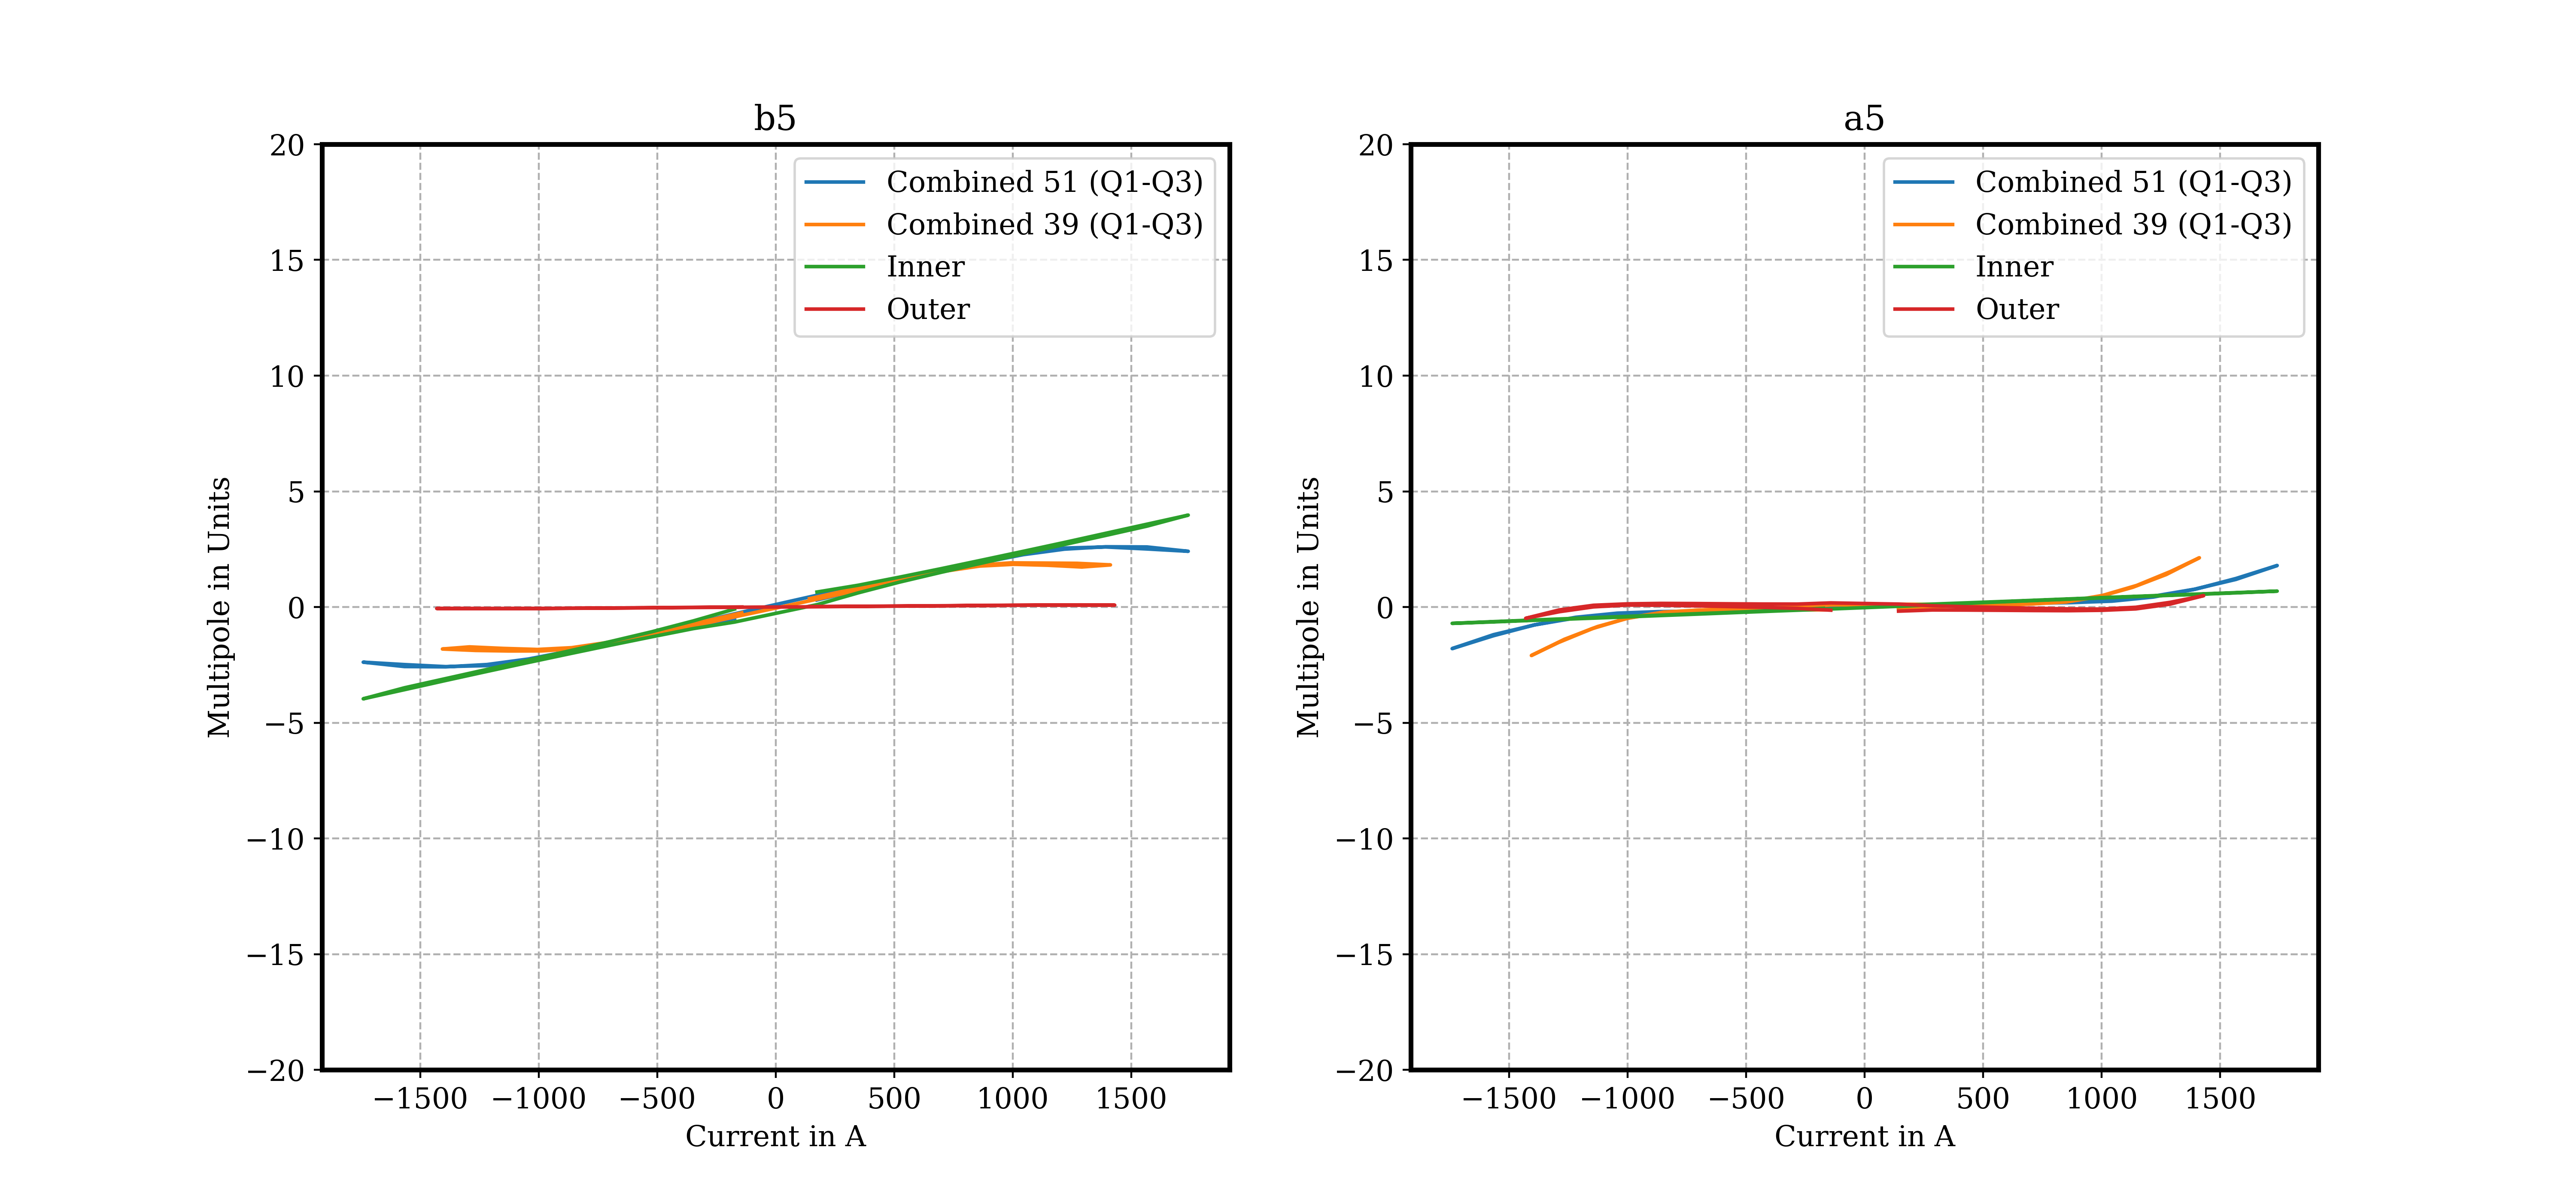 b5
20
15
10
5
0
−5
−10
−15
−20
Multipole in Units
Combined 51 (Q1-Q3)
Combined 39 (Q1-Q3)
Inner
Outer
−1500 −1000 −500 0 500 1000 1500
Current in A
a5
20
15
10
5
0
−5
−10
−15
−20
Multipole in Units
Combined 51 (Q1-Q3)
Combined 39 (Q1-Q3)
Inner
Outer
−1500 −1000 −500 0 500 1000 1500
Current in A